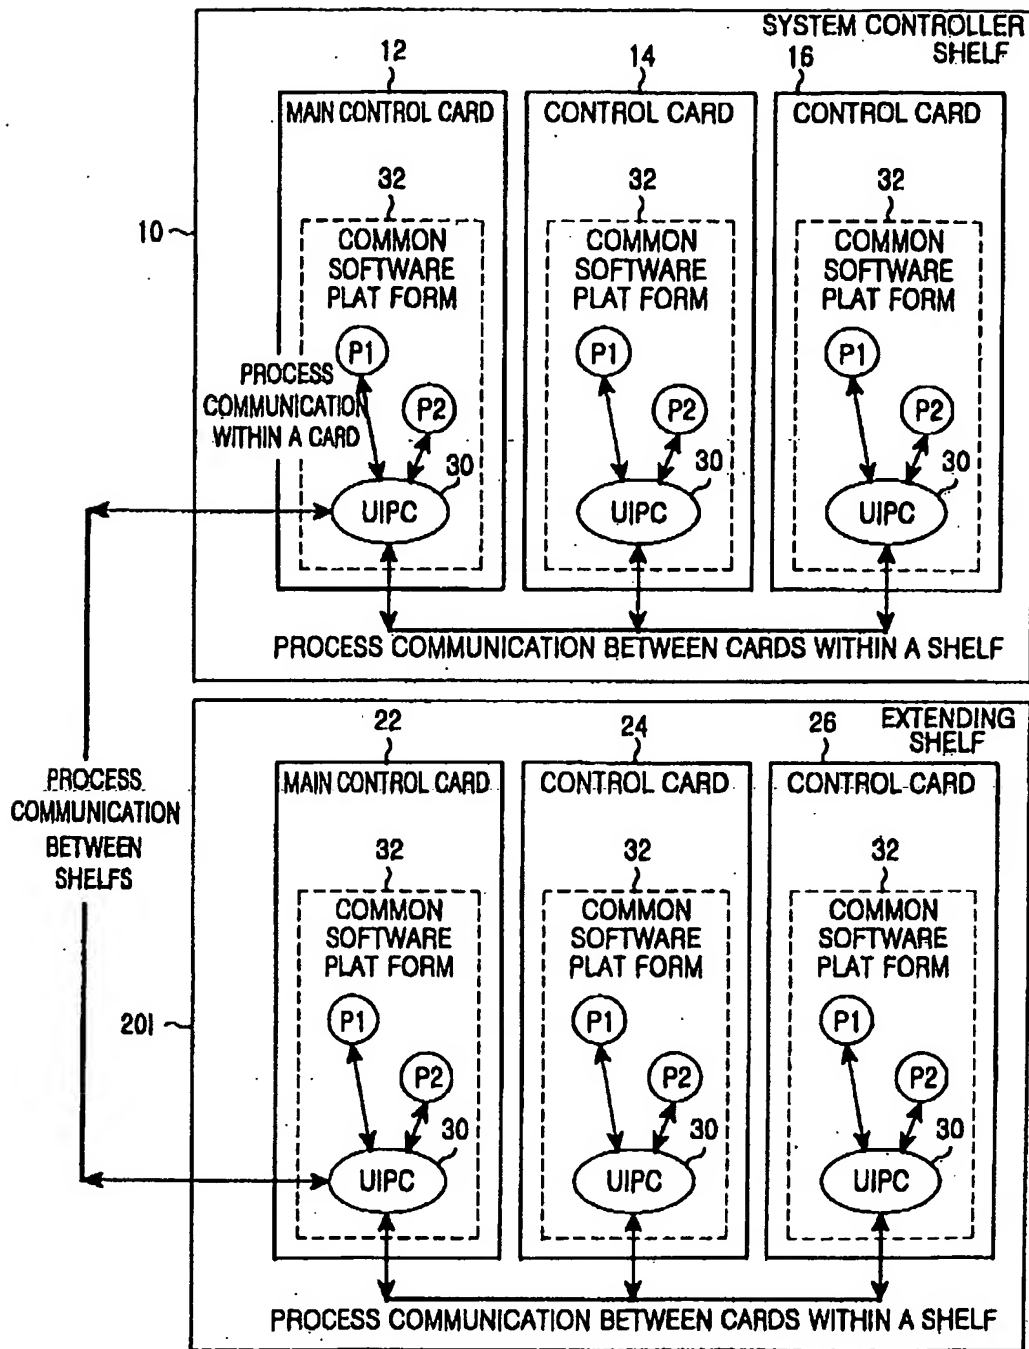 SYSTEM CONTROLLER
SHELF
12
14
16
MAIN CONTROL CARD
CONTROL CARD
CONTROL CARD
32
32
32
10
COMMON
SOFTWARE
PLAT FORM
COMMON
SOFTWARE
PLAT FORM
COMMON
SOFTWARE
PLAT FORM
P1
P1
P1
PROCESS
COMMUNICATION
WITHIN A CARD
P2
P2
P2
30
30
30
UIPC
UIPC
UIPC
PROCESS COMMUNICATION BETWEEN CARDS WITHIN A SHELF
EXTENDING
SHELF
22
24
26
PROCESS
COMMUNICATION
BETWEEN
SHELFS
MAIN CONTROL CARD
CONTROL CARD
CONTROL CARD
32
32
32
COMMON
SOFTWARE
PLAT FORM
COMMON
SOFTWARE
PLAT FORM
COMMON
SOFTWARE
PLAT FORM
201
P1
P1
P1
P2
P2
P2
30
30
30
UIPC
UIPC
UIPC
PROCESS COMMUNICATION BETWEEN CARDS WITHIN A SHELF